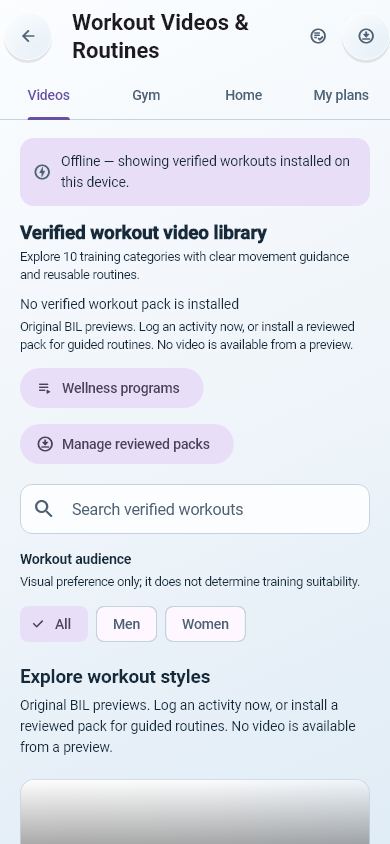 Workout Videos &
Routines
Videos
Gym
Home
My plans
Offline — showing verified workouts installed on
this device.
Verified workout video library
Explore 10 training categories with clear movement guidance
and reusable routines.
No verified workout pack is installed
Original BIL previews. Log an activity now, or install a reviewed
pack for guided routines. No video is available from a preview.
Wellness programs
Manage reviewed packs
Search verified workouts
Workout audience
Visual preference only; it does not determine training suitability.
All
Men
Women
Explore workout styles
Original BIL previews. Log an activity now, or install a
reviewed pack for guided routines. No video is available
from a preview.